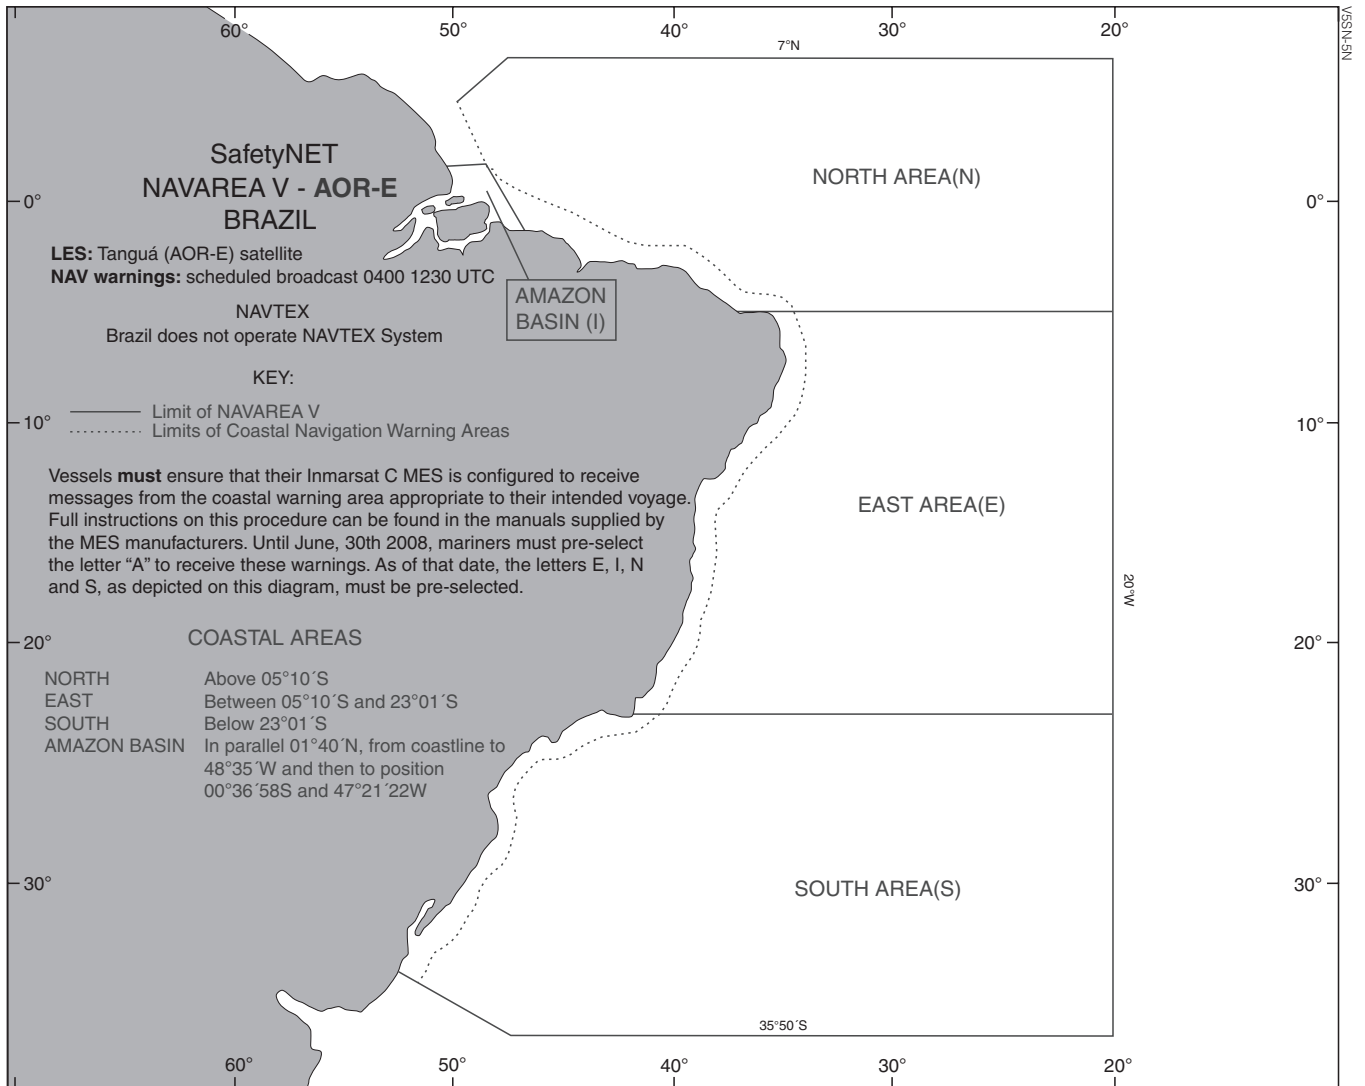 60°
50°
40°
30°
20°
V5SN-5N
7°N
SafetyNET
NAVAREA V - AOR-E
BRAZIL
NORTH AREA(N)
0°
0°
LES: Tanguá (AOR-E) satellite
NAV warnings: scheduled broadcast 0400 1230 UTC
AMAZON
BASIN (I)
NAVTEX
Brazil does not operate NAVTEX System
KEY:
Limit of NAVAREA V
Limits of Coastal Navigation Warning Areas
10°
10°
Vessels must ensure that their Inmarsat C MES is configured to receive
messages from the coastal warning area appropriate to their intended voyage.
Full instructions on this procedure can be found in the manuals supplied by
the MES manufacturers. Until June, 30th 2008, mariners must pre-select
the letter “A” to receive these warnings. As of that date, the letters E, I, N
and S, as depicted on this diagram, must be pre-selected.
EAST AREA(E)
20°W
20°
20°
COASTAL AREAS
NORTH Above 05°10´S
EAST Between 05°10´S and 23°01´S
SOUTH Below 23°01´S
AMAZON BASIN In parallel 01°40´N, from coastline to
48°35´W and then to position
00°36´58S and 47°21´22W
30°
30°
SOUTH AREA(S)
35°50´S
60°
50°
40°
30°
20°